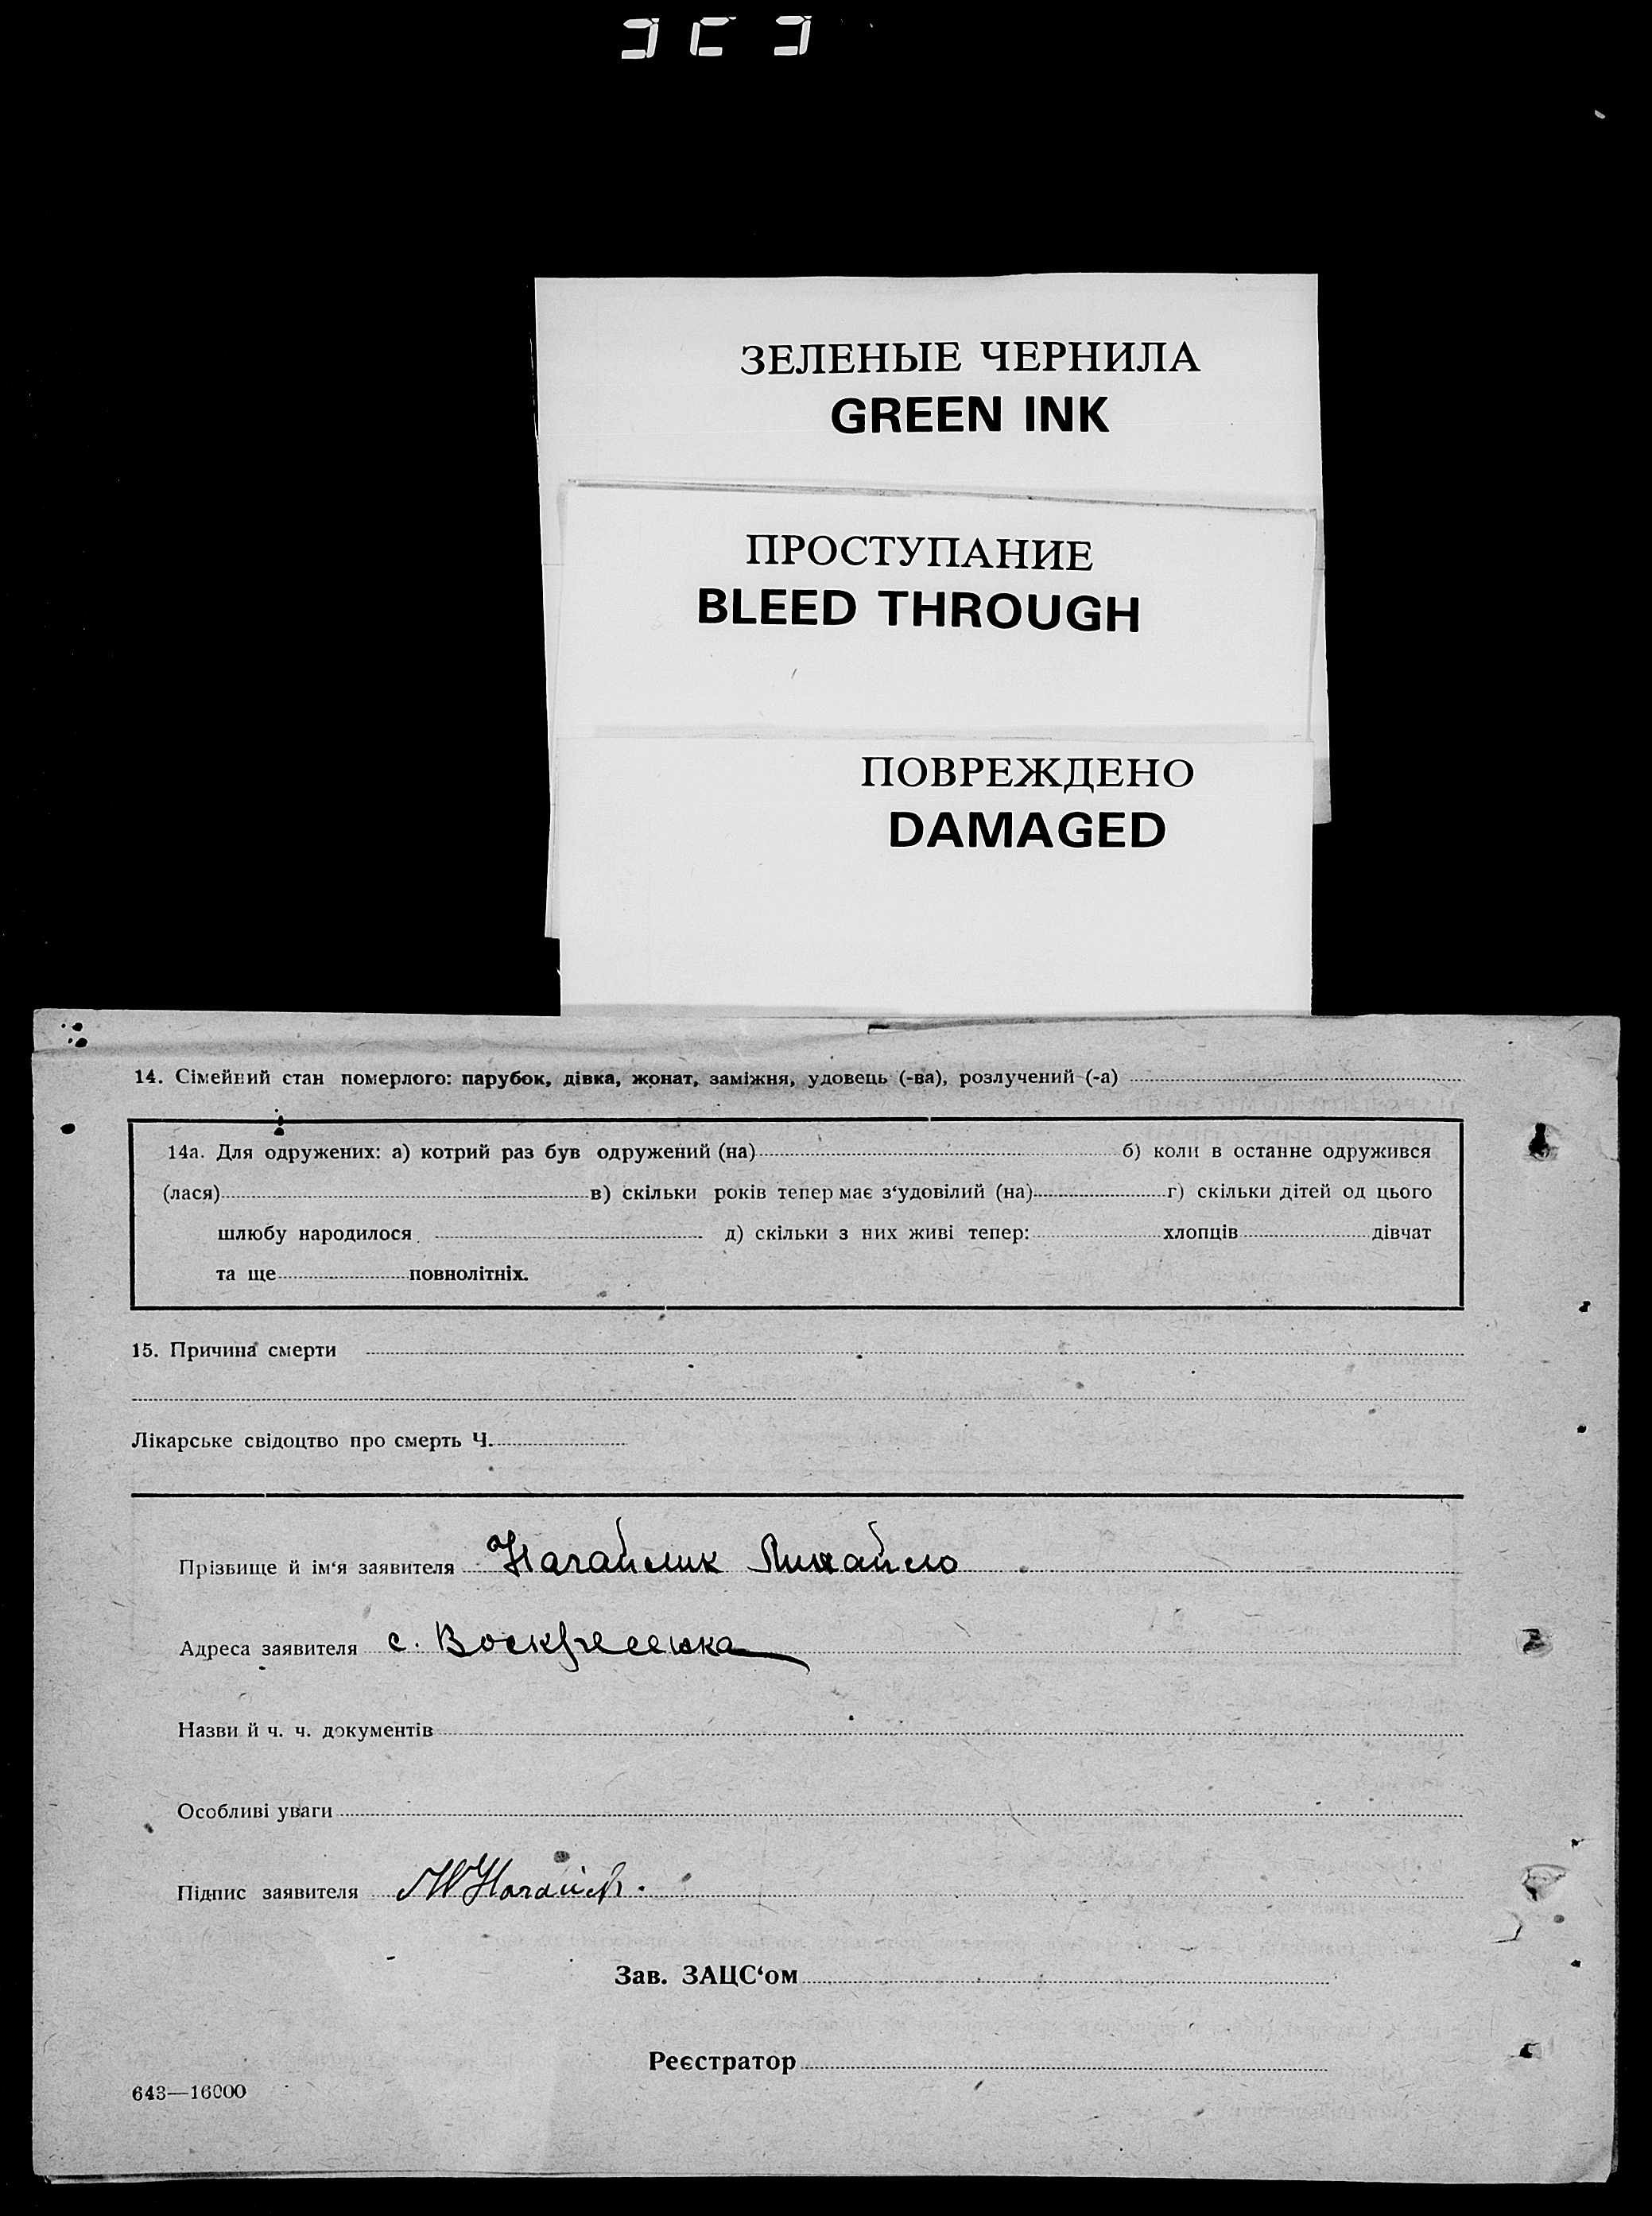 ЗЕЛЕНЫЕ ЧЕРНИЛА
GREEN INK
ПРОСТУПАНИЕ
BLEED THROUGH
ПОВРЕЖДЕНО
DAMAGED
14. Сімейний стан померлого: парубок, дівка, жонат, заміжня, удовець (-ва), розлучений (-а)
14а. Для одружених: а) котрий раз був одружений (на) б) коли в останне одружився
(лася) в) скільки років тепер має з‘удовілий (на) г) скільки дітей од цього
шлюбу народилося д) скільки з них живі тепер: хлопців дівчат
та ще повнолітніх.
15. Причина смерти
Лікарське свідоцтво про смерть Ч.
Прізвище й ім‘я заявителя Нагайлик Михайло
Адреса заявителя с. Воскресенка
Назви й ч. ч. документів
Особливі уваги
Підпис заявителя
Зав. ЗАЦС‘ом
Реєстратор
643—16000